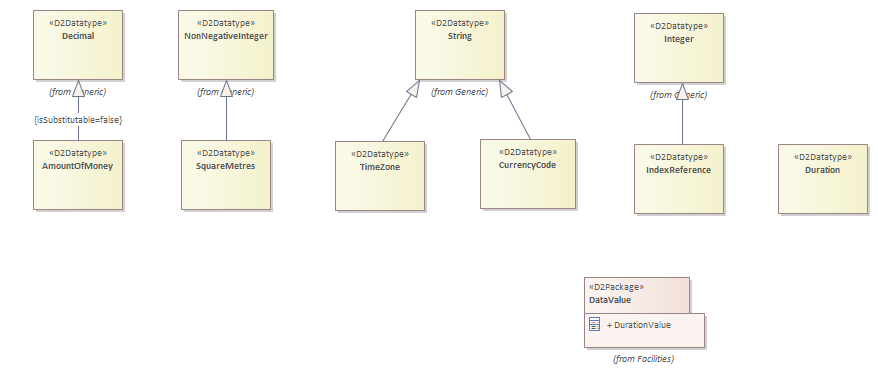 «D2Datatype»
Decimal
(from Generic)
{isSubstitutable=false}
«D2Datatype»
AmountOfMoney
«D2Datatype»
NonNegativeInteger
(from Generic)
«D2Datatype»
SquareMetres
«D2Datatype»
String
(from Generic)
«D2Datatype»
TimeZone
«D2Datatype»
CurrencyCode
«D2Datatype»
Integer
(from Generic)
«D2Datatype»
IndexReference
«D2Datatype»
Duration
«D2Package»
DataValue
+ DurationValue
(from Facilities)